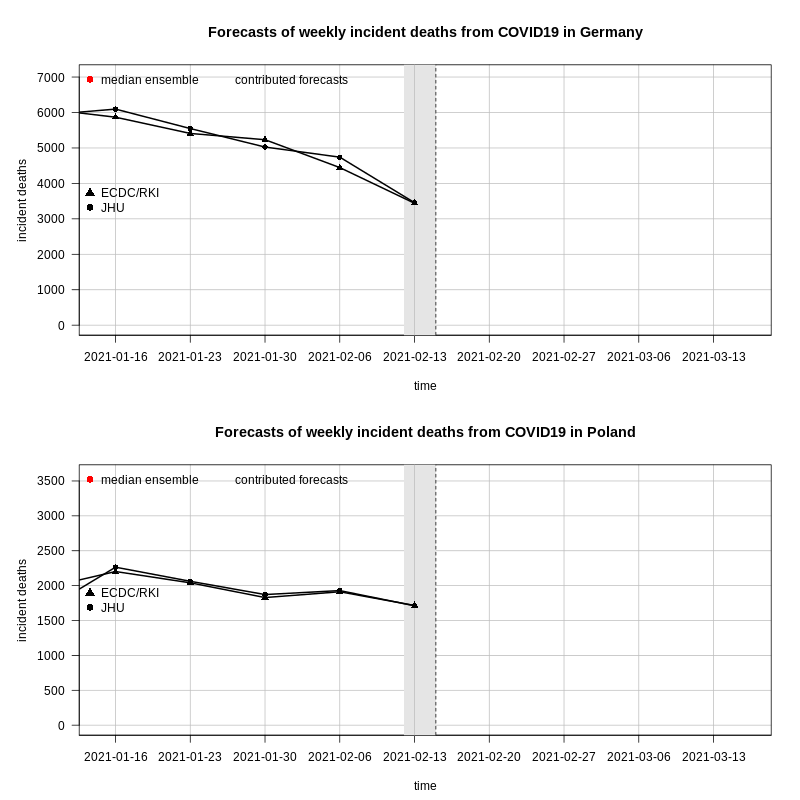 Forecasts of weekly incident deaths from COVID19 in Germany
7000
median ensemble contributed forecasts
6000
5000
4000
ECDC/RKI
JHU
3000
2000
1000
0
incident deaths
2021-01-16 2021-01-23 2021-01-30 2021-02-06 2021-02-13 2021-02-20 2021-02-27 2021-03-06 2021-03-13
time
Forecasts of weekly incident deaths from COVID19 in Poland
3500
median ensemble contributed forecasts
3000
2500
2000
ECDC/RKI
JHU
1500
1000
500
0
incident deaths
2021-01-16 2021-01-23 2021-01-30 2021-02-06 2021-02-13 2021-02-20 2021-02-27 2021-03-06 2021-03-13
time